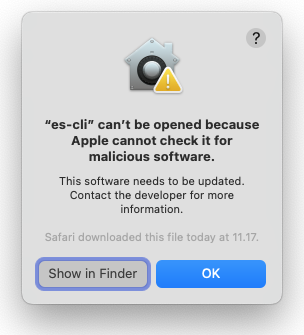 ?
“es-cli” can’t be opened because
Apple cannot check it for
malicious software.
This software needs to be updated.
Contact the developer for more
information.
Safari downloaded this file today at 11.17.
Show in Finder
OK